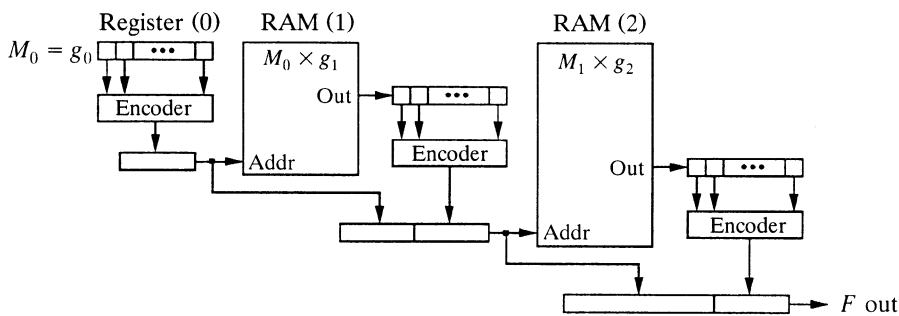 Register (0)
RAM (1)
RAM (2)
M₀ = g₀
•••
M₀ × g₁
M₁ × g₂
Out
•••
Encoder
Addr
Encoder
Out
•••
Addr
Encoder
F out